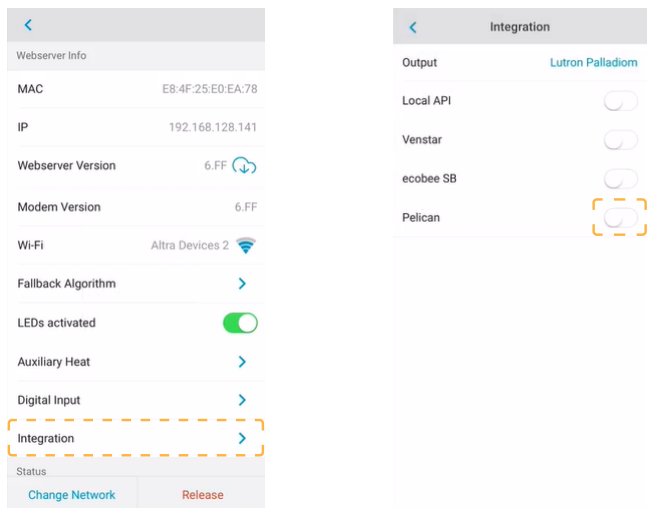 Webserver Info
MAC E8:4F:25:E0:EA:78
IP 192.168.128.141
Webserver Version 6.FF
Modem Version 6.FF
Wi-Fi Altra Devices 2
Fallback Algorithm
LEDs activated
Auxiliary Heat
Digital Input
Integration
Status
Change Network Release
Integration
Output Lutron Palladiom
Local API
Venstar
ecobee SB
Pelican